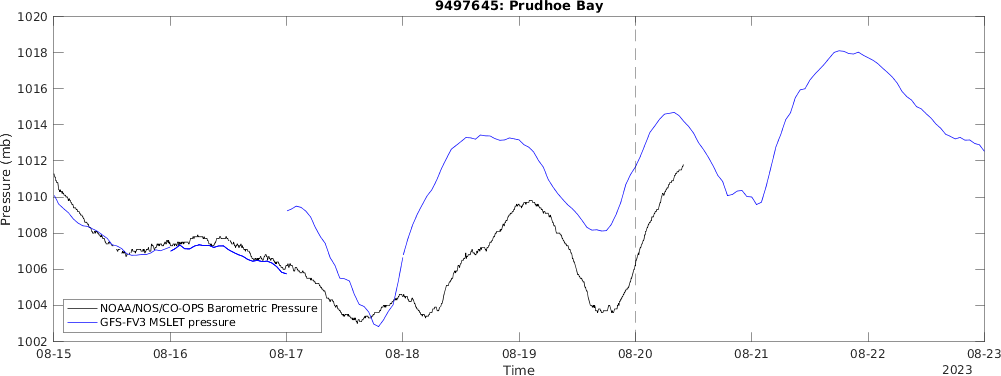 9497645: Prudhoe Bay
1020
1018
1016
1014
1012
1010
1008
1006
1004
1002
Pressure (mb)
NOAA/NOS/CO-OPS Barometric Pressure
GFS-FV3 MSLET pressure
08-15 08-16 08-17 08-18 08-19 08-20 08-21 08-22 08-23
Time
2023